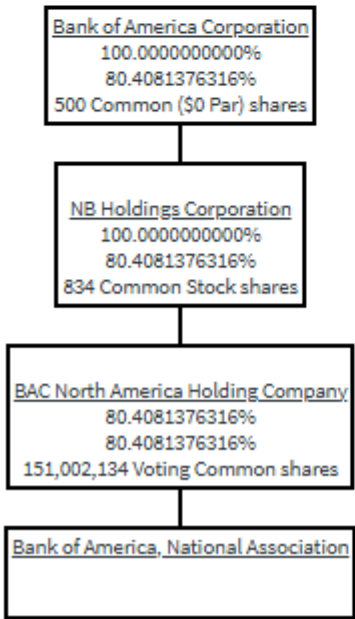 Bank of America Corporation
100.0000000000%
80.4081376316%
500 Common ($0 Par) shares
NB Holdings Corporation
100.0000000000%
80.4081376316%
834 Common Stock shares
BAC North America Holding Company
80.4081376316%
80.4081376316%
151,002,134 Voting Common shares
Bank of America, National Association